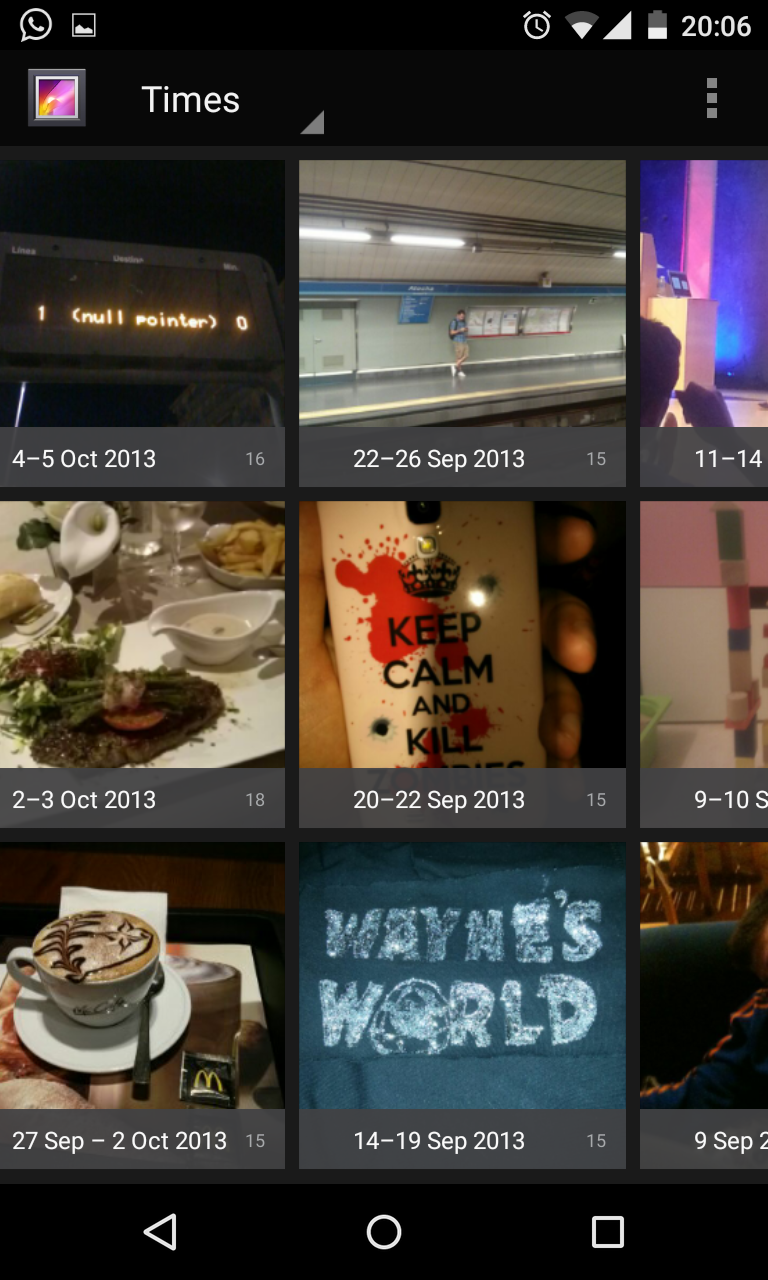 20:06
Times
Línea Destino Min.
1 (null pointer) 0
4–5 Oct 2013 16
Atocha
22–26 Sep 2013 15
11–14
2–3 Oct 2013 18
KEEP
CALM
AND
KILL
ZOMBIES
20–22 Sep 2013 15
9–10 S
27 Sep – 2 Oct 2013 15
WAYNE'S
WORLD
14–19 Sep 2013 15
9 Sep 2